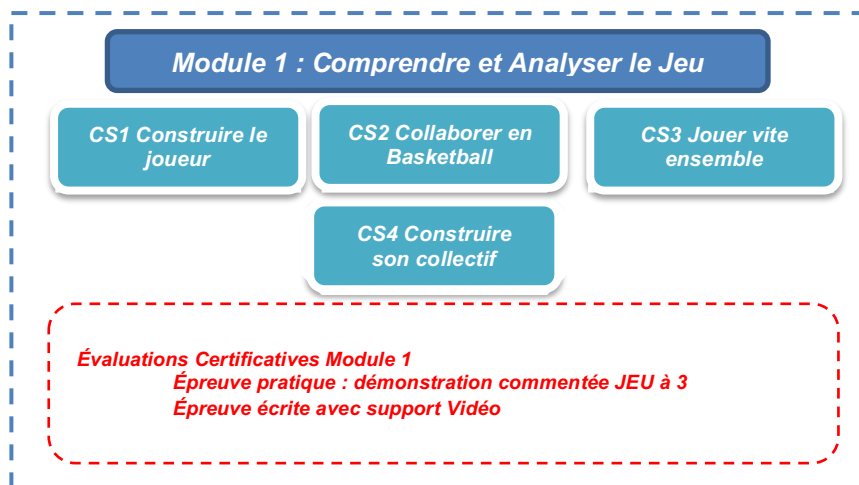 Module 1 : Comprendre et Analyser le Jeu
CS1 Construire le
joueur
CS2 Collaborer en
Basketball
CS3 Jouer vite
ensemble
CS4 Construire
son collectif
Évaluations Certificatives Module 1
Épreuve pratique : démonstration commentée JEU à 3
Épreuve écrite avec support Vidéo